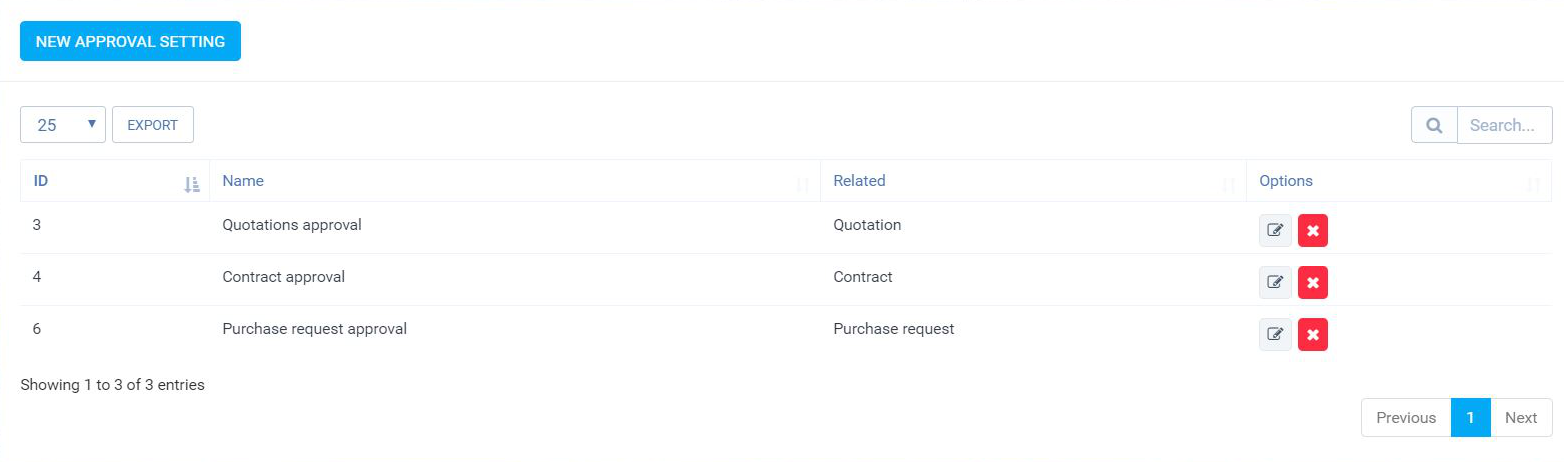 NEW APPROVAL SETTING
25 EXPORT Search...
ID Name Related Options
3 Quotations approval Quotation
4 Contract approval Contract
6 Purchase request approval Purchase request
Showing 1 to 3 of 3 entries
Previous 1 Next